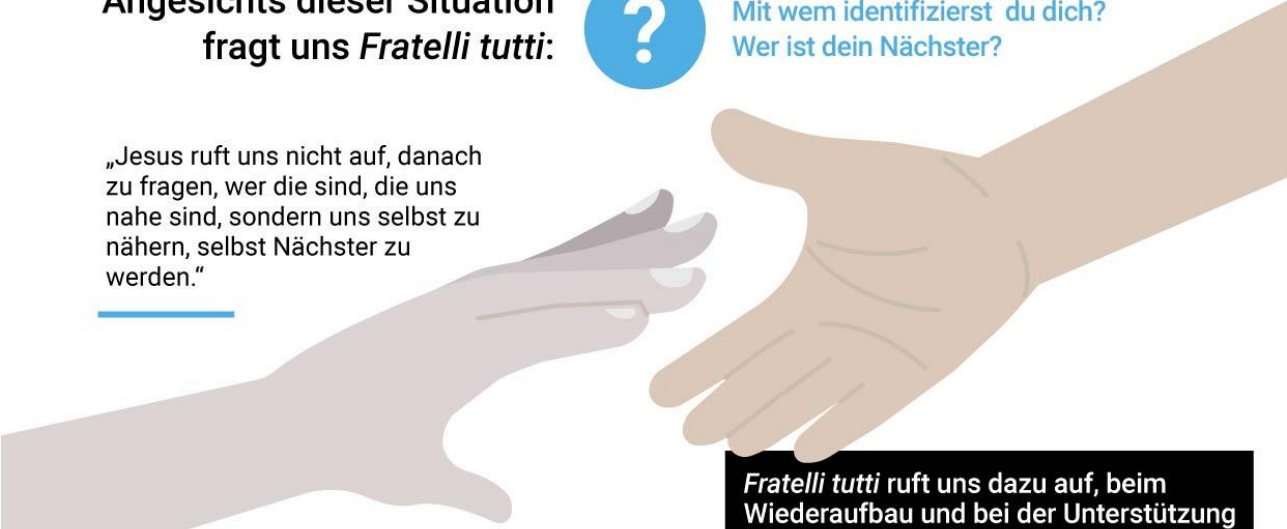 Angesichts dieser Situation
fragt uns Fratelli tutti:
?
Mit wem identifizierst du dich?
Wer ist dein Nächster?
„Jesus ruft uns nicht auf, danach
zu fragen, wer die sind, die uns
nahe sind, sondern uns selbst zu
nähern, selbst Nächster zu
werden.“
Fratelli tutti ruft uns dazu auf, beim
Wiederaufbau und bei der Unterstützung